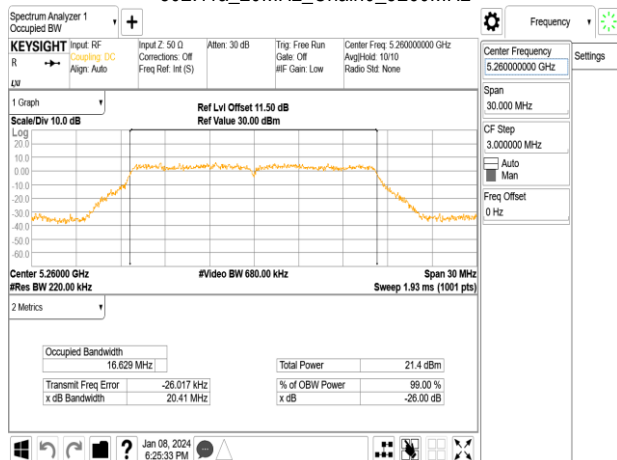 Spectrum Analyzer 1
Occupied BW
Frequency
KEYSIGHT
R
Input: RF
Coupling: DC
Align: Auto
Input Z: 50 Ω
Corrections: Off
Freq Ref: Int (S)
Atten: 30 dB
Trig: Free Run
Gate: Off
#IF Gain: Low
Center Freq: 5.260000000 GHz
Avg|Hold: 10/10
Radio Std: None
Center Frequency
5.260000000 GHz
Settings
Span
30.000 MHz
CF Step
3.000000 MHz
Auto
Man
Freq Offset
0 Hz
1 Graph
Scale/Div 10.0 dB
Ref Lvl Offset 11.50 dB
Ref Value 30.00 dBm
Log
20.0
10.0
0.00
-10.0
-20.0
-30.0
-40.0
-50.0
-60.0
Center 5.26000 GHz
#Video BW 680.00 kHz
Span 30 MHz
#Res BW 220.00 kHz
Sweep 1.93 ms (1001 pts)
2 Metrics
Occupied Bandwidth
16.629 MHz
Total Power 21.4 dBm
Transmit Freq Error -26.017 kHz
% of OBW Power 99.00 %
x dB Bandwidth 20.41 MHz
x dB -26.00 dB
Jan 08, 2024
6:25:33 PM